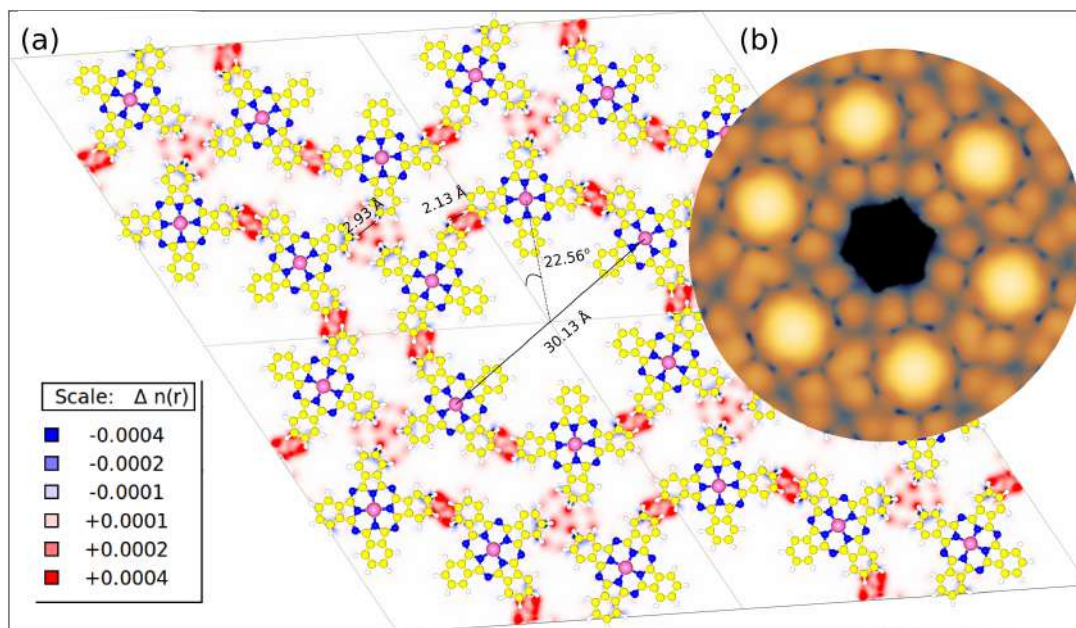 (a)
(b)
2.93 Å
2.13 Å
22.56º
30.13 Å
Scale: Δ n(r)
-0.0004
-0.0002
-0.0001
+0.0001
+0.0002
+0.0004